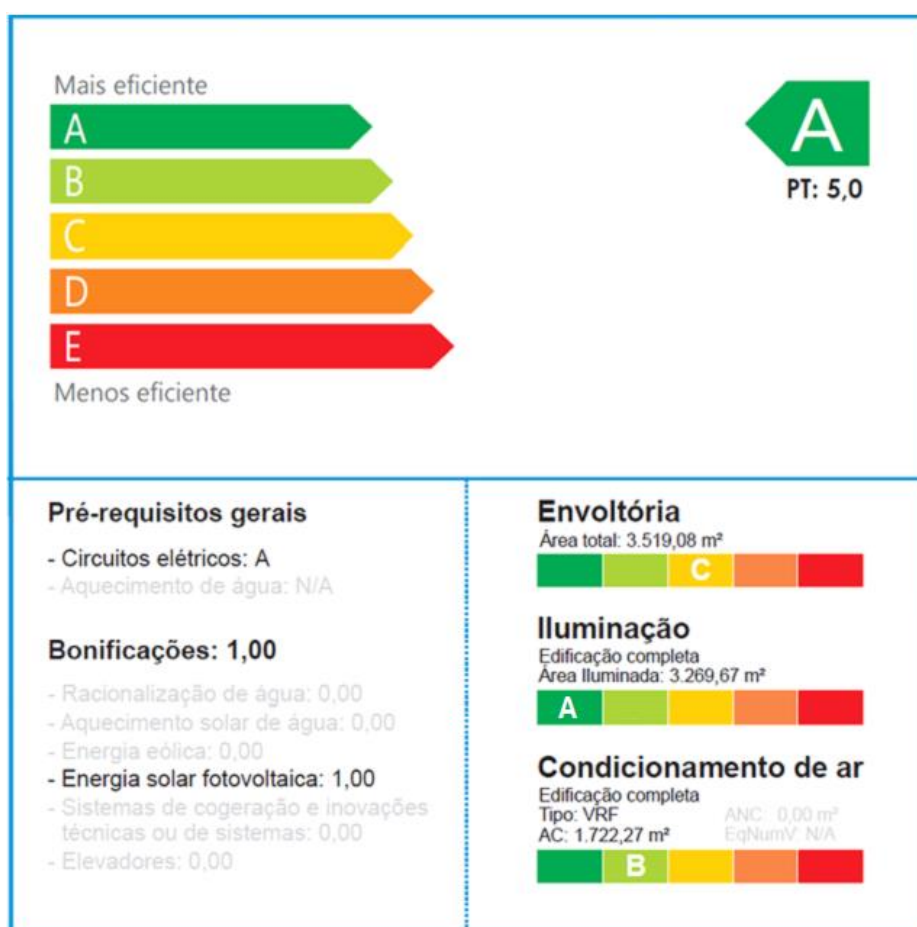 Mais eficiente
A
B
C
D
E
Menos eficiente
A
PT: 5,0
Pré-requisitos gerais
- Circuitos elétricos: A
- Aquecimento de água: N/A
Bonificações: 1,00
- Racionalização de água: 0,00
- Aquecimento solar de água: 0,00
- Energia eólica: 0,00
- Energia solar fotovoltaica: 1,00
- Sistemas de cogeração e inovações
técnicas ou de sistemas: 0,00
- Elevadores: 0,00
Envoltória
Área total: 3.519,08 m²
C
Iluminação
Edificação completa
Área Iluminada: 3.269,67 m²
A
Condicionamento de ar
Edificação completa
Tipo: VRF ANC: 0,00 m²
AC: 1.722,27 m² EqNumV: N/A
B